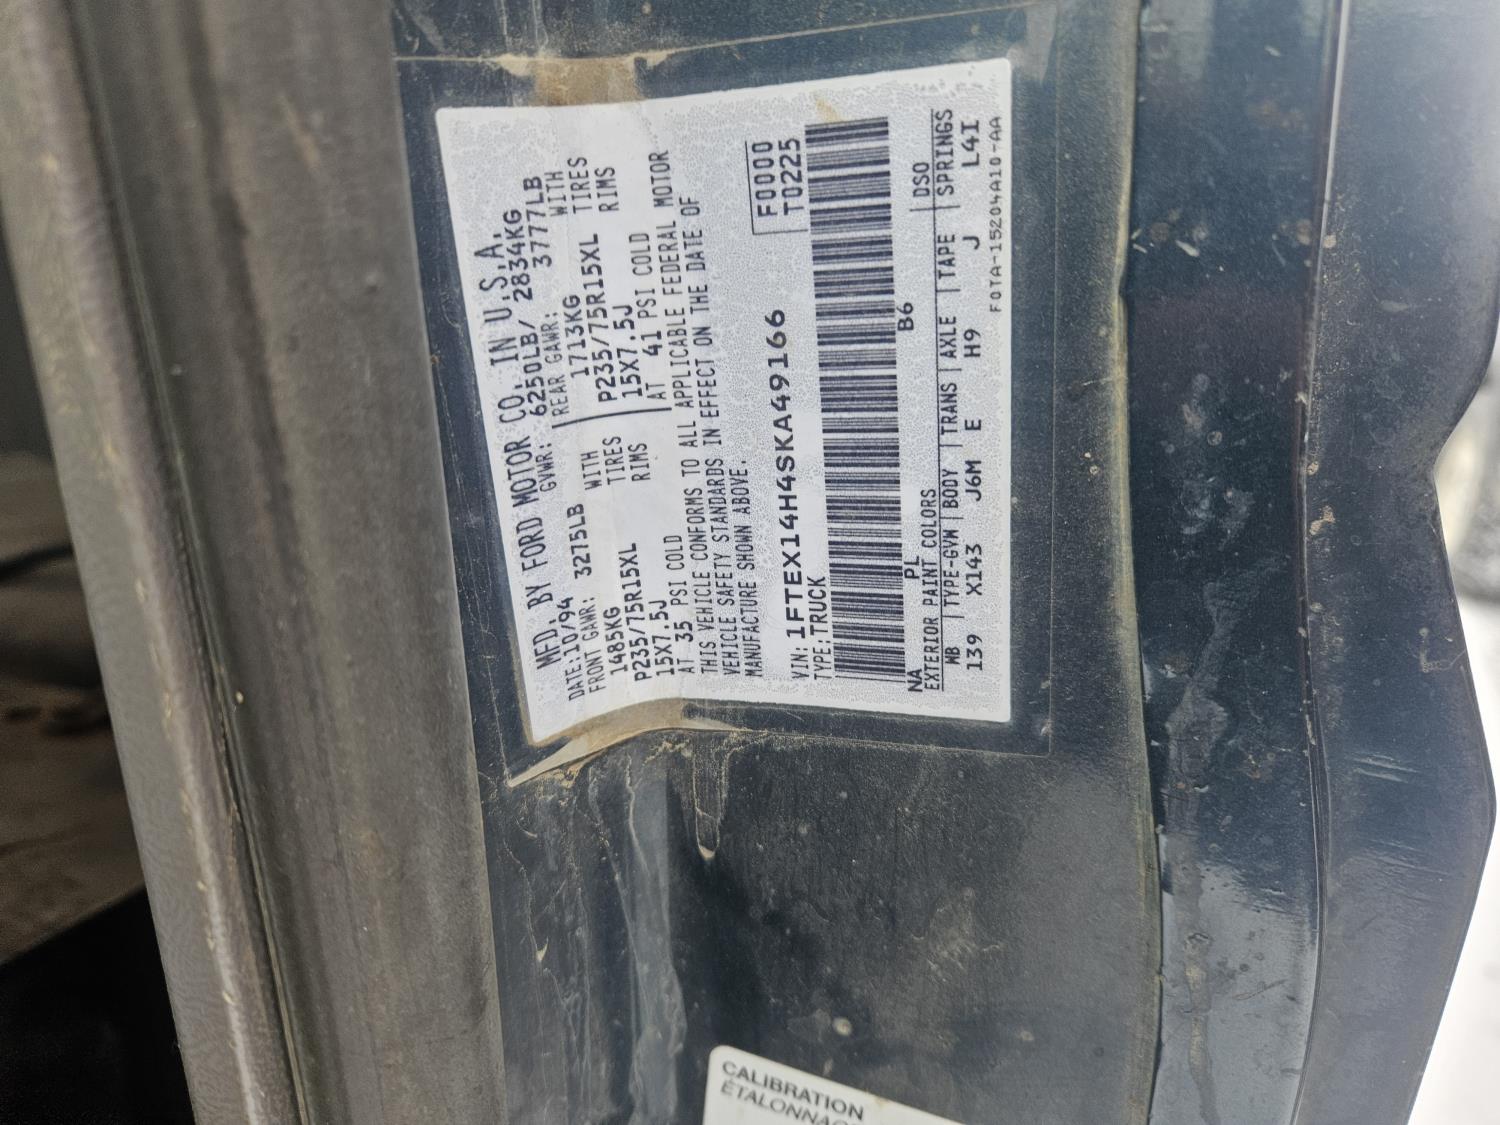 MFD. BY FORD MOTOR CO. IN U.S.A.
DATE:10/94 GVWR: 6250LB/ 2834KG
FRONT GAWR: 3275LB REAR GAWR: 3777LB
1485KG WITH 1713KG WITH
P235/75R15XL TIRES P235/75R15XL TIRES
15X7.5J RIMS 15X7.5J RIMS
AT 35 PSI COLD AT 41 PSI COLD
THIS VEHICLE CONFORMS TO ALL APPLICABLE FEDERAL MOTOR
VEHICLE SAFETY STANDARDS IN EFFECT ON THE DATE OF
MANUFACTURE SHOWN ABOVE.
F0000
T0225
VIN: 1FTEX14H4SKA49166
TYPE: TRUCK
NA PL B6
EXTERIOR PAINT COLORS DSO
WB TYPE-GVW BODY TRANS AXLE TAPE SPRINGS
139 X143 J6M E H9 J L4I
F0TA-15204A10-AA
CALIBRATION